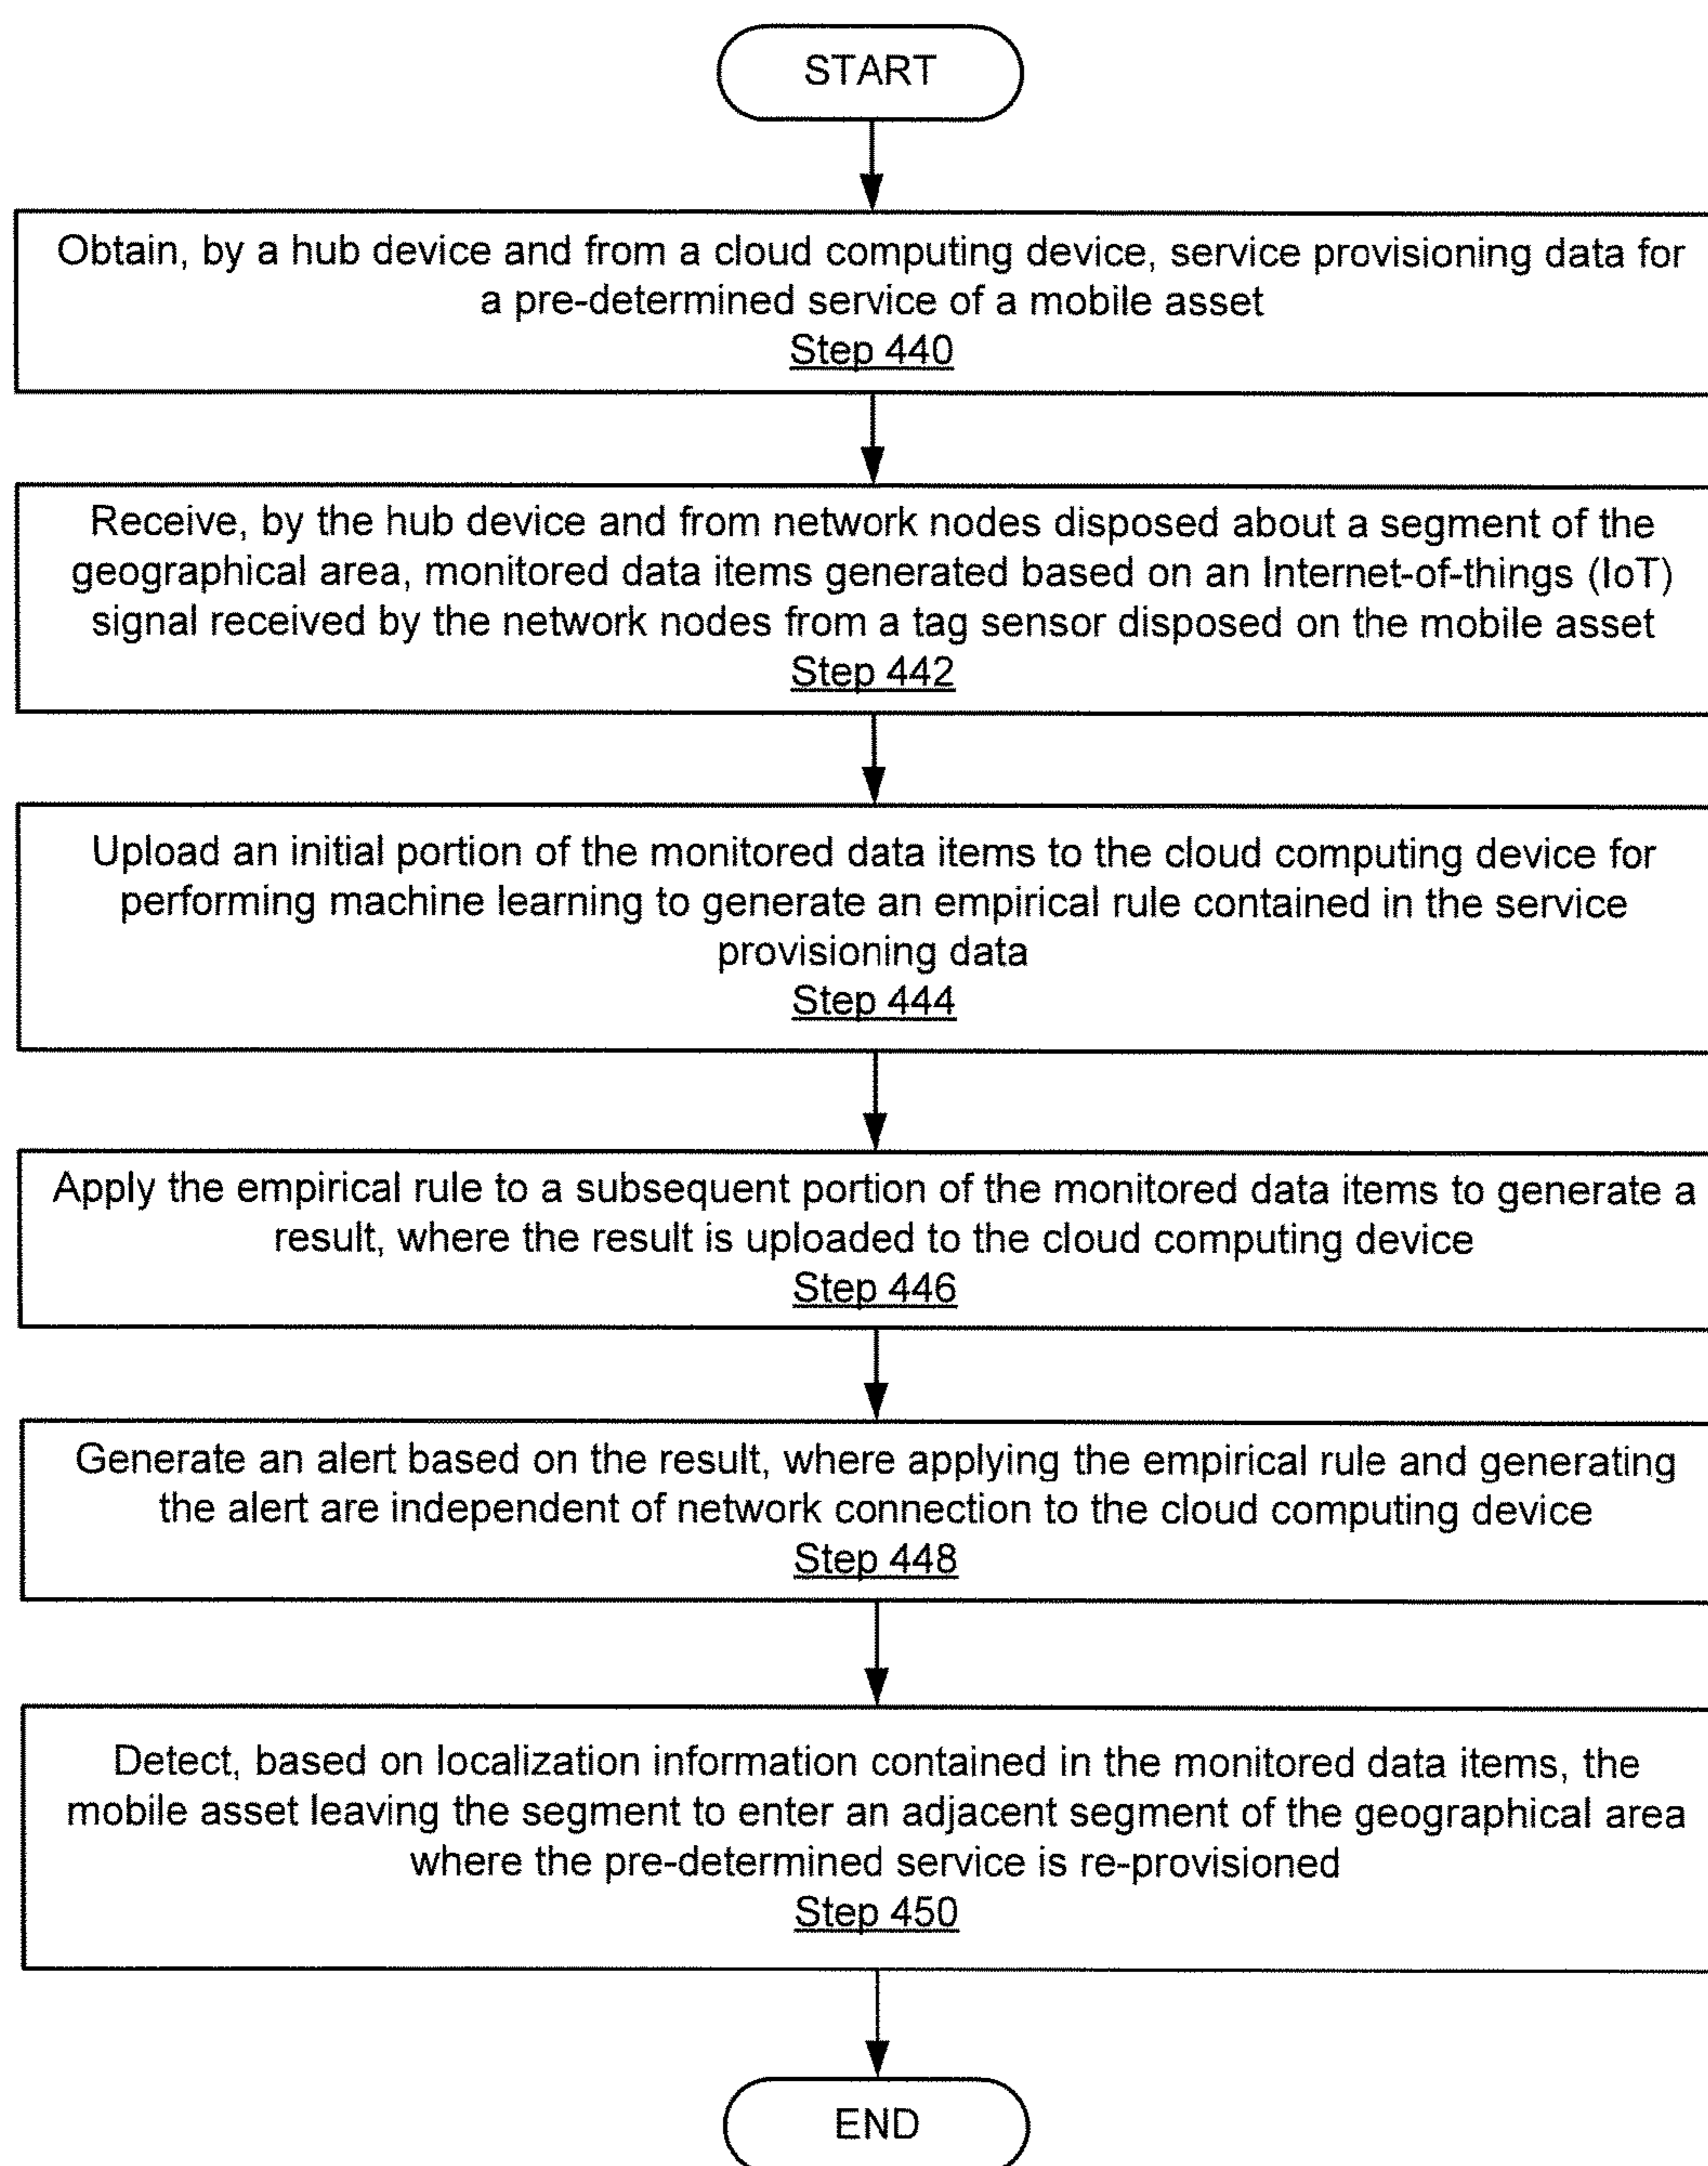 START
Obtain, by a hub device and from a cloud computing device, service provisioning data for
a pre-determined service of a mobile asset
Step 440
Receive, by the hub device and from network nodes disposed about a segment of the
geographical area, monitored data items generated based on an Internet-of-things (IoT)
signal received by the network nodes from a tag sensor disposed on the mobile asset
Step 442
Upload an initial portion of the monitored data items to the cloud computing device for
performing machine learning to generate an empirical rule contained in the service
provisioning data
Step 444
Apply the empirical rule to a subsequent portion of the monitored data items to generate a
result, where the result is uploaded to the cloud computing device
Step 446
Generate an alert based on the result, where applying the empirical rule and generating
the alert are independent of network connection to the cloud computing device
Step 448
Detect, based on localization information contained in the monitored data items, the
mobile asset leaving the segment to enter an adjacent segment of the geographical area
where the pre-determined service is re-provisioned
Step 450
END